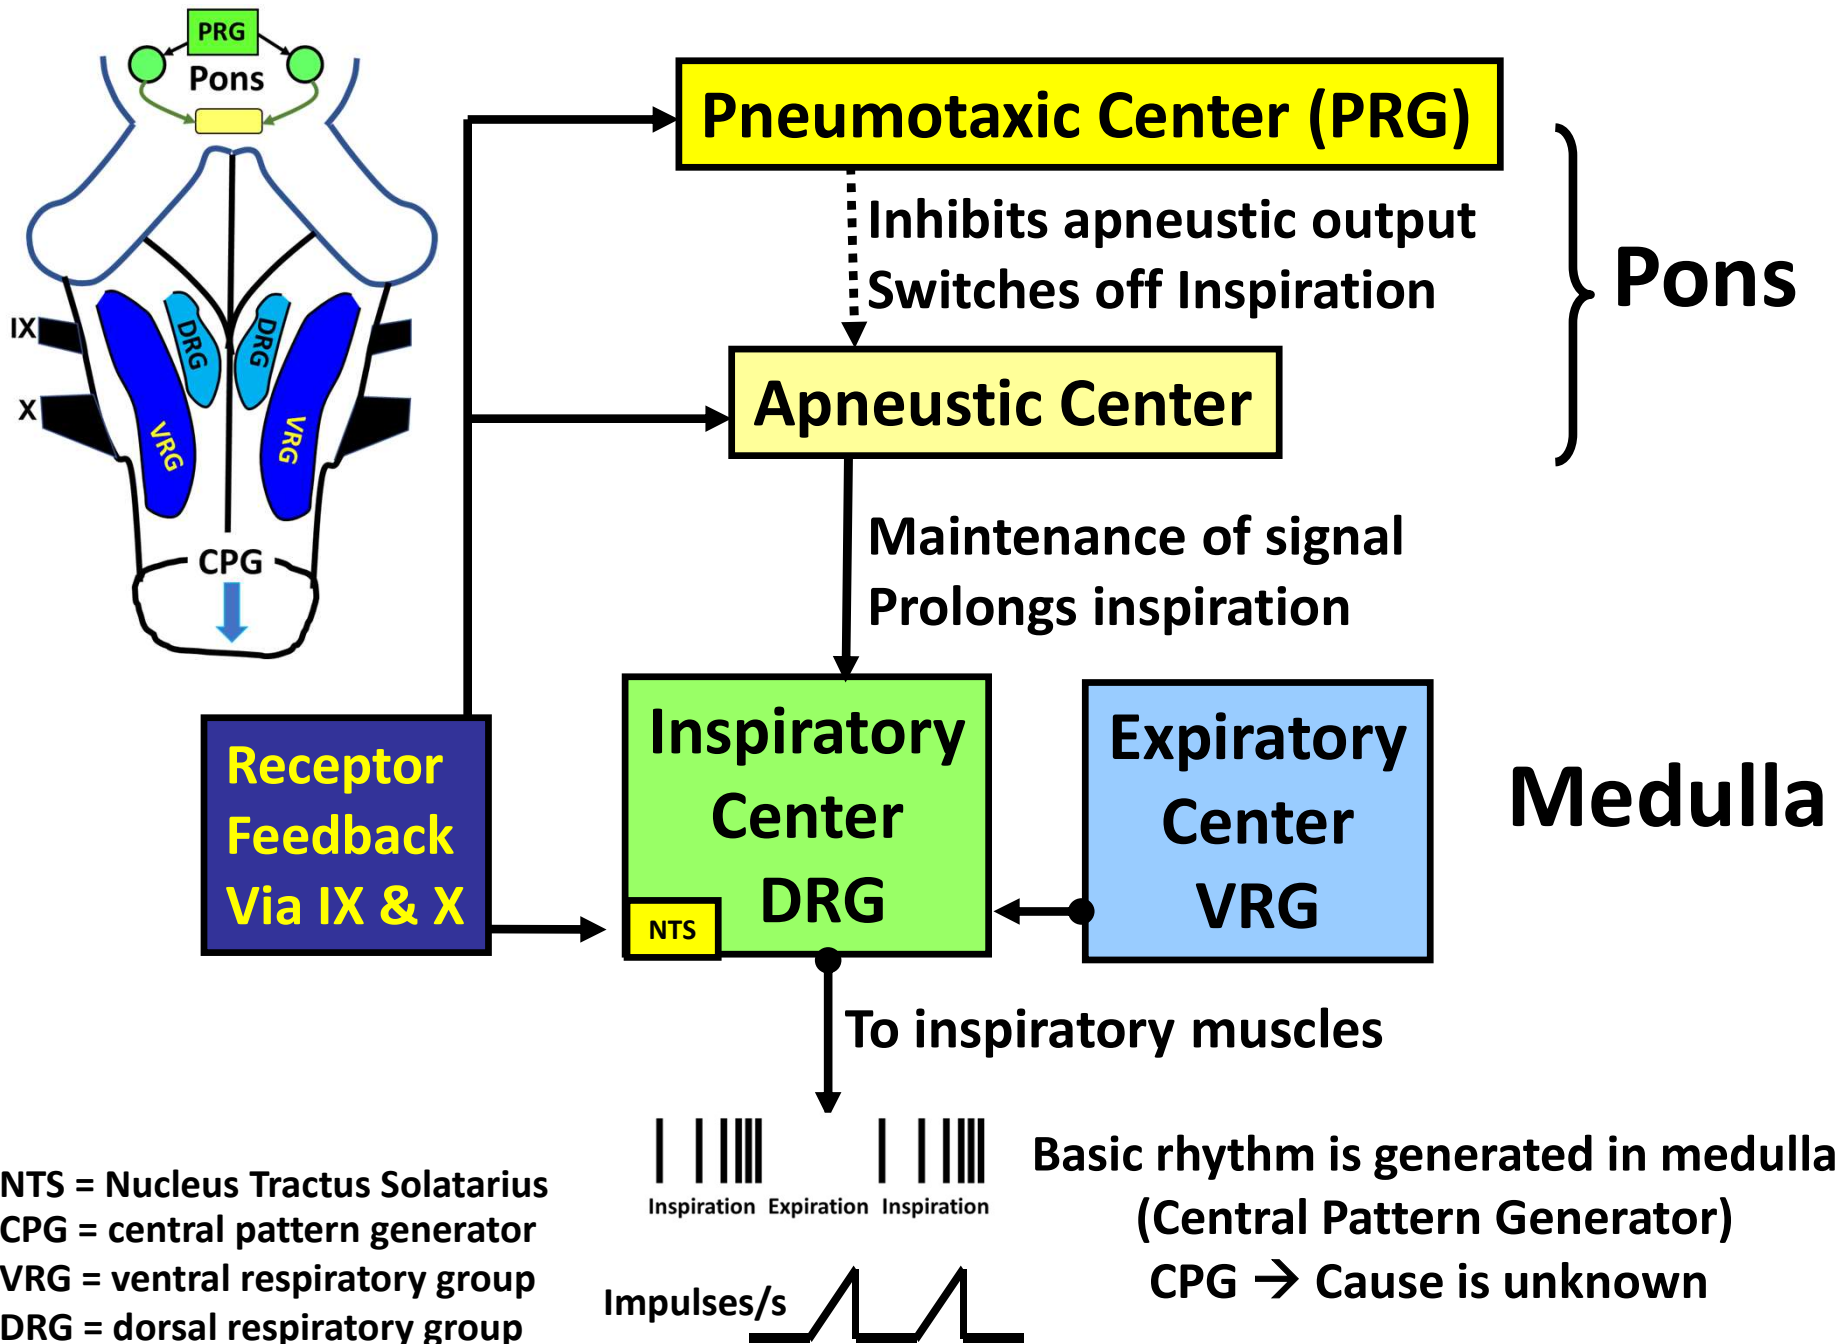 PRG
Pons
Pneumotaxic Center (PRG)
Inhibits apneustic output
Switches off Inspiration
Pons
IX
DRG
DRG
X
VRG
VRG
Apneustic Center
Maintenance of signal
Prolongs inspiration
CPG
Receptor
Feedback
Via IX & X
Inspiratory
Center
DRG
NTS
Expiratory
Center
VRG
Medulla
To inspiratory muscles
Inspiration Expiration Inspiration
Impulses/s
Basic rhythm is generated in medulla
(Central Pattern Generator)
CPG → Cause is unknown
NTS = Nucleus Tractus Solatarius
CPG = central pattern generator
VRG = ventral respiratory group
DRG = dorsal respiratory group